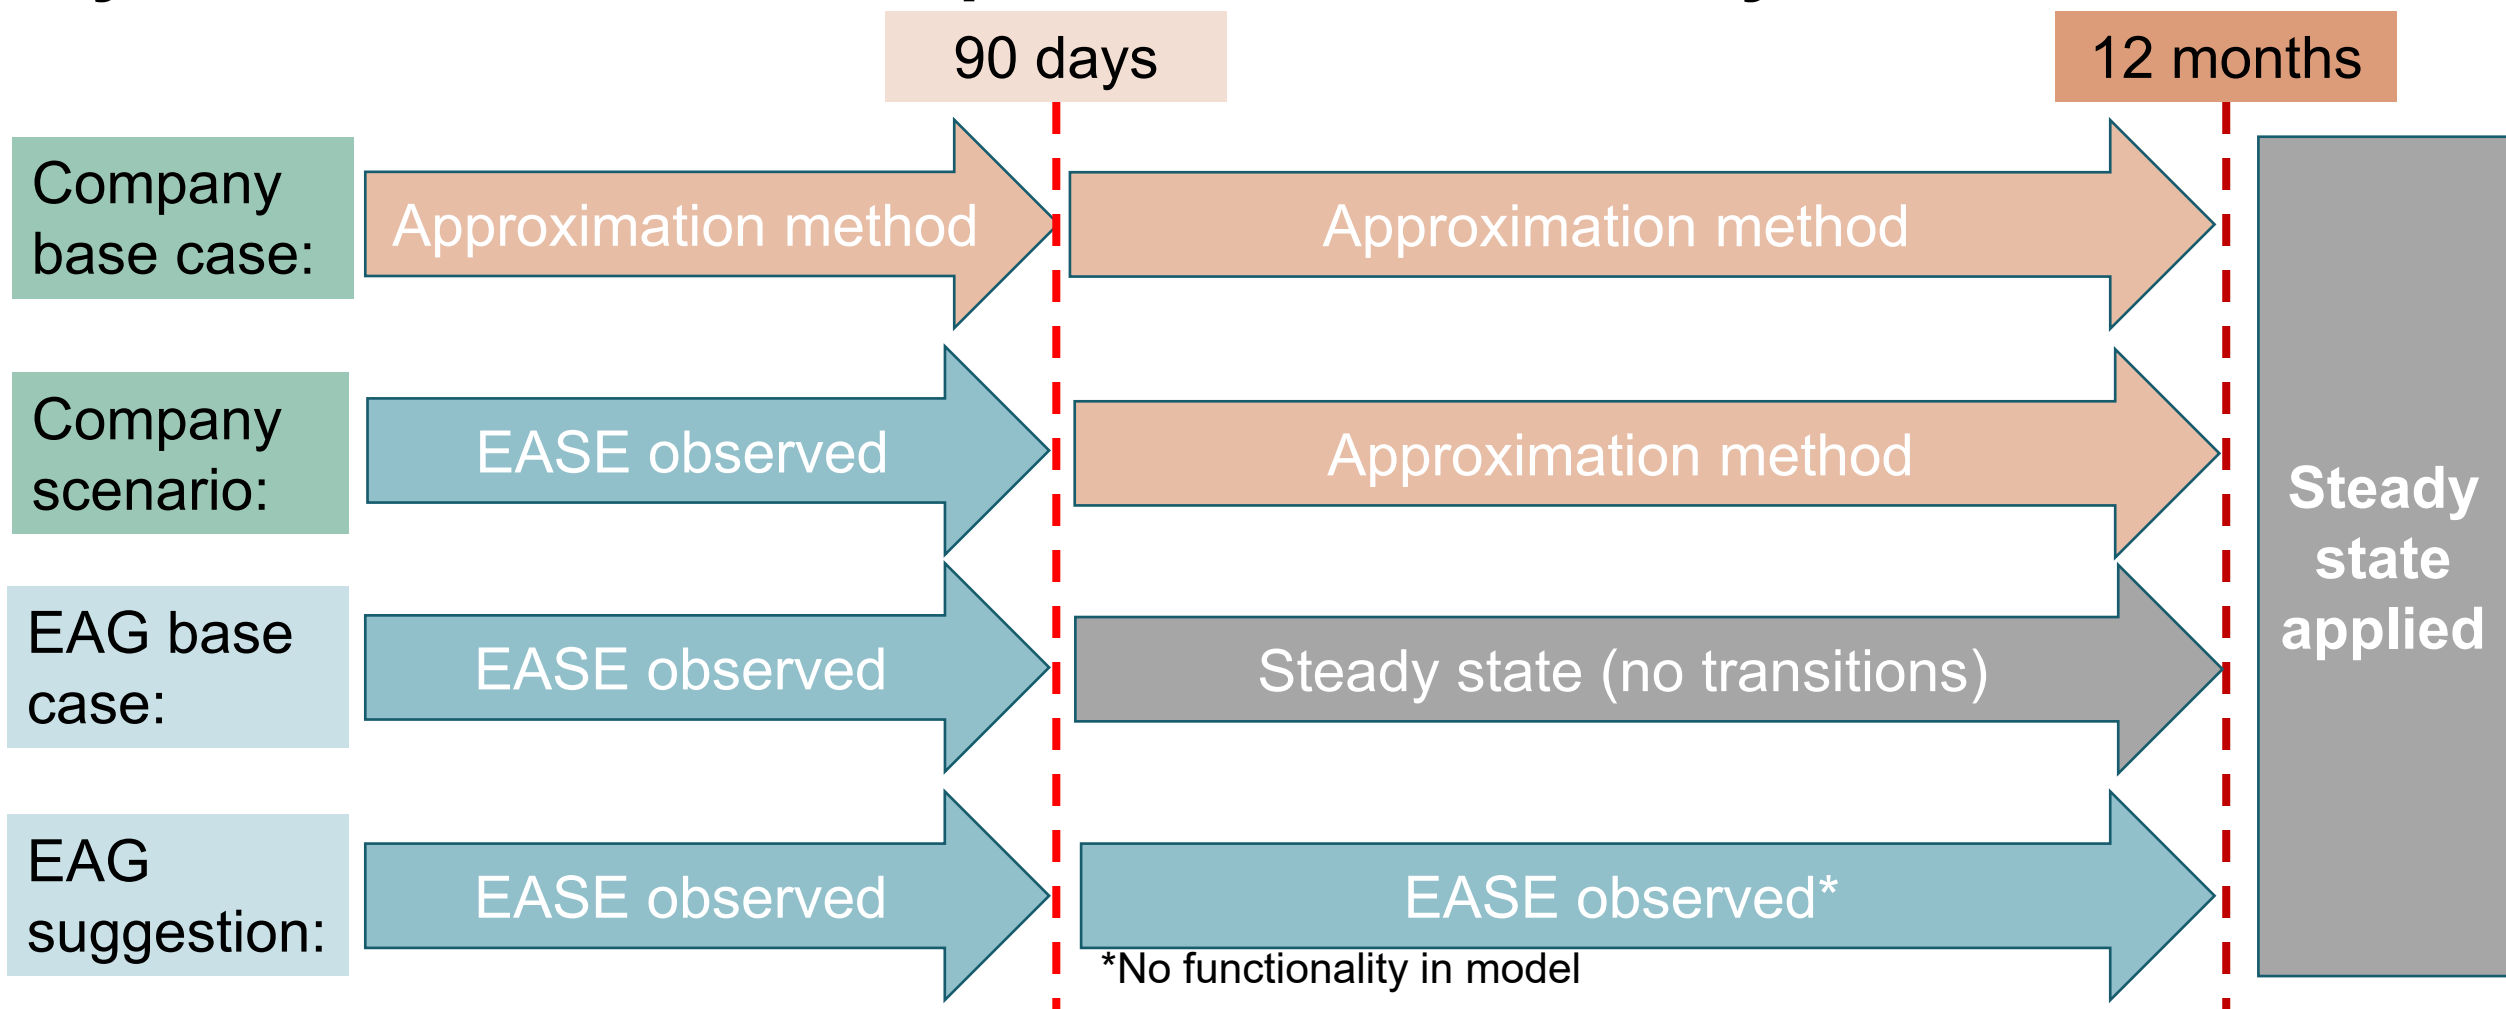 90 days
12 months
Company
base case:
Approximation method
Approximation method
Company
scenario:
EASE observed
Approximation method
EAG base
case:
EASE observed
Steady state (no transitions)
EAG
suggestion:
EASE observed
EASE observed*
*No functionality in model
Steady
state
applied